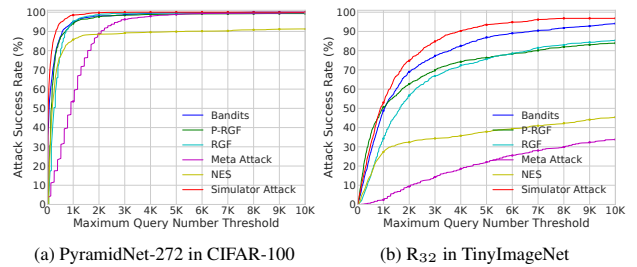 Attack Success Rate (%)
100
90
80
70
60
50
40
30
20
10
0
0
1K
2K
3K
4K
5K
6K
7K
8K
9K
10K
Maximum Query Number Threshold
Bandits
P-RGF
RGF
Meta Attack
NES
Simulator Attack
(a) PyramidNet-272 in CIFAR-100
Attack Success Rate (%)
100
90
80
70
60
50
40
30
20
10
0
0
1K
2K
3K
4K
5K
6K
7K
8K
9K
10K
Maximum Query Number Threshold
Bandits
P-RGF
RGF
Meta Attack
NES
Simulator Attack
(b) R32 in TinyImageNet